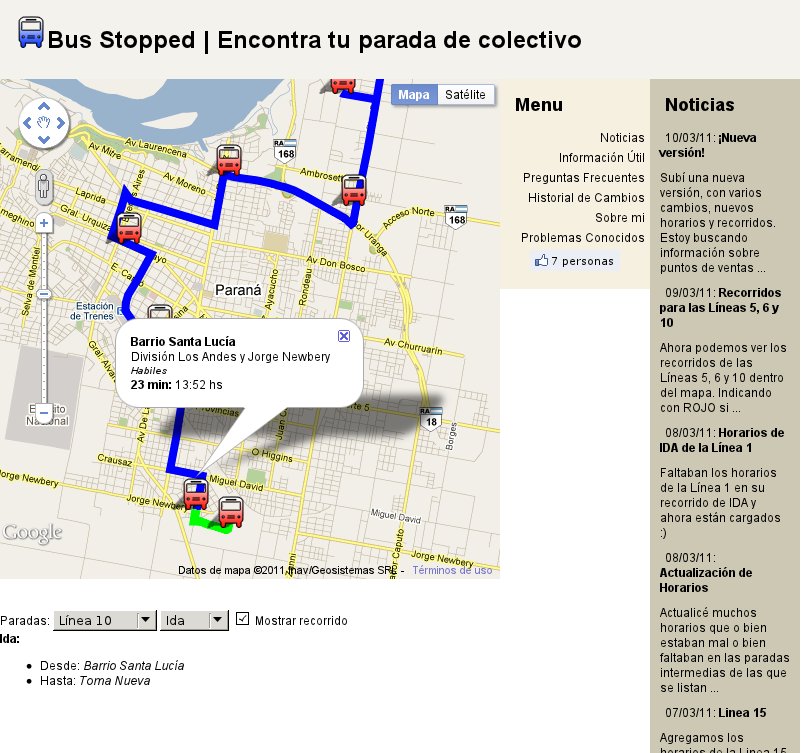 Bus Stopped | Encontra tu parada de colectivo
Mapa
Satélite
RA
168
Av Laurencena
Av Mitre
Av Moreno
Laprida
Gral. Urquiza
Av Don Bosco
Acceso Norte
RA
168
E. Cabo
Ayacucho
Rondeau
Paraná
Selva de Montiel
Estación
de Trenes
Av Churruarín
Barrio Santa Lucía
División Los Andes y Jorge Newbery
Habiles
23 min: 13:52 hs
Ejército
Nacional
Provincias
RA
18
Borges
O Higgins
Crausaz
Miguel David
Jorge Newbery
Miguel David
Jorge Newbery
Google
Datos de mapa ©2011 Inav/Geosistemas SRL -
Términos de uso
Menu
Noticias
Información Útil
Preguntas Frecuentes
Historial de Cambios
Sobre mi
Problemas Conocidos
7 personas
Noticias
10/03/11: ¡Nueva
versión!
Subí una nueva
versión, con varios
cambios, nuevos
horarios y recorridos.
Estoy buscando
información sobre
puntos de ventas ...
09/03/11: Recorridos
para las Líneas 5, 6 y
10
Ahora podemos ver los
recorridos de las
Líneas 5, 6 y 10 dentro
del mapa. Indicando
con ROJO si ...
08/03/11: Horarios de
IDA de la Línea 1
Faltaban los horarios
de la Línea 1 en su
recorrido de IDA y
ahora están cargados
:)
08/03/11:
Actualización de
Horarios
Actualicé muchos
horarios que o bien
estaban mal o bien
faltaban en las paradas
intermedias de las que
se listan ...
07/03/11: Linea 15
Agregamos los
horarios de la Linea 15
Paradas: Línea 10 Ida Mostrar recorrido
Ida:
Desde: Barrio Santa Lucía
Hasta: Toma Nueva